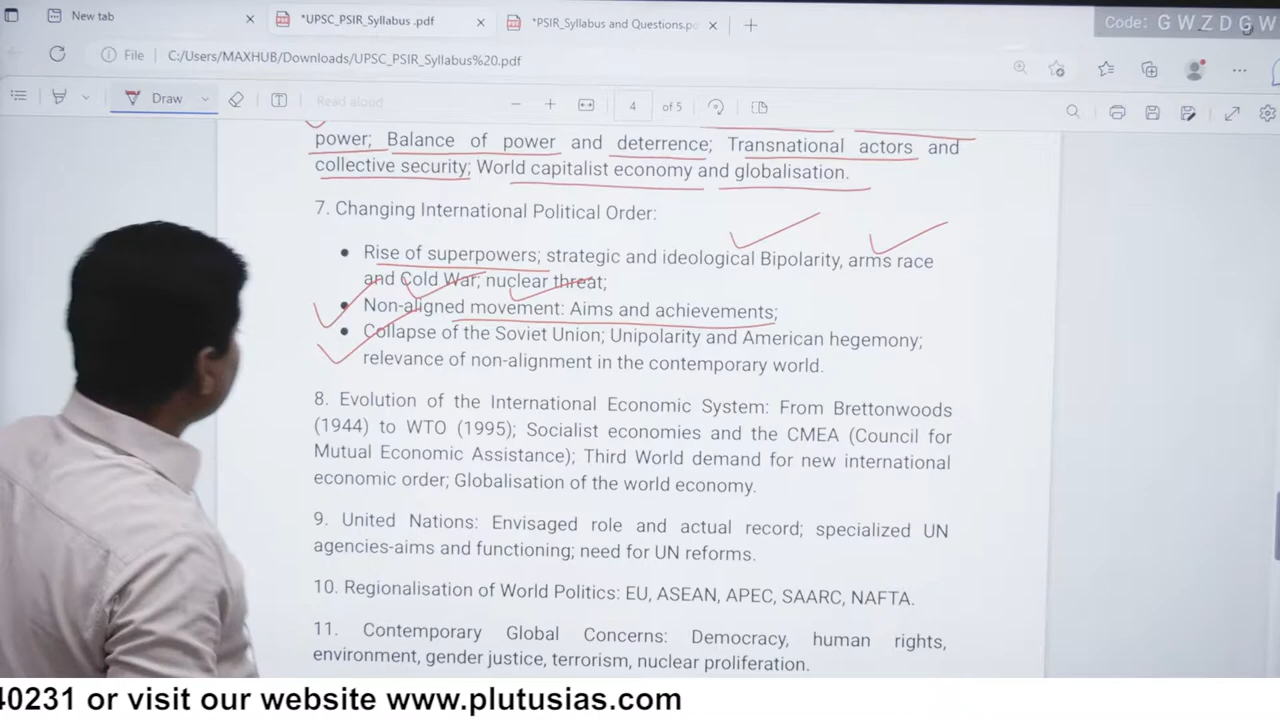 New tab
*UPSC_PSIR_Syllabus .pdf
*PSIR_Syllabus and Questions.pd
Code: G W Z D G W
File C:/Users/MAXHUB/Downloads/UPSC_PSIR_Syllabus%20.pdf
Draw
Read aloud
4 of 5
power; Balance of power and deterrence; Transnational actors and
collective security; World capitalist economy and globalisation.
7. Changing International Political Order:
• Rise of superpowers; strategic and ideological Bipolarity, arms race
and Cold War; nuclear threat;
• Non-aligned movement: Aims and achievements;
• Collapse of the Soviet Union; Unipolarity and American hegemony;
relevance of non-alignment in the contemporary world.
8. Evolution of the International Economic System: From Brettonwoods
(1944) to WTO (1995); Socialist economies and the CMEA (Council for
Mutual Economic Assistance); Third World demand for new international
economic order; Globalisation of the world economy.
9. United Nations: Envisaged role and actual record; specialized UN
agencies-aims and functioning; need for UN reforms.
10. Regionalisation of World Politics: EU, ASEAN, APEC, SAARC, NAFTA.
11. Contemporary Global Concerns: Democracy, human rights,
environment, gender justice, terrorism, nuclear proliferation.
40231 or visit our website www.plutusias.com